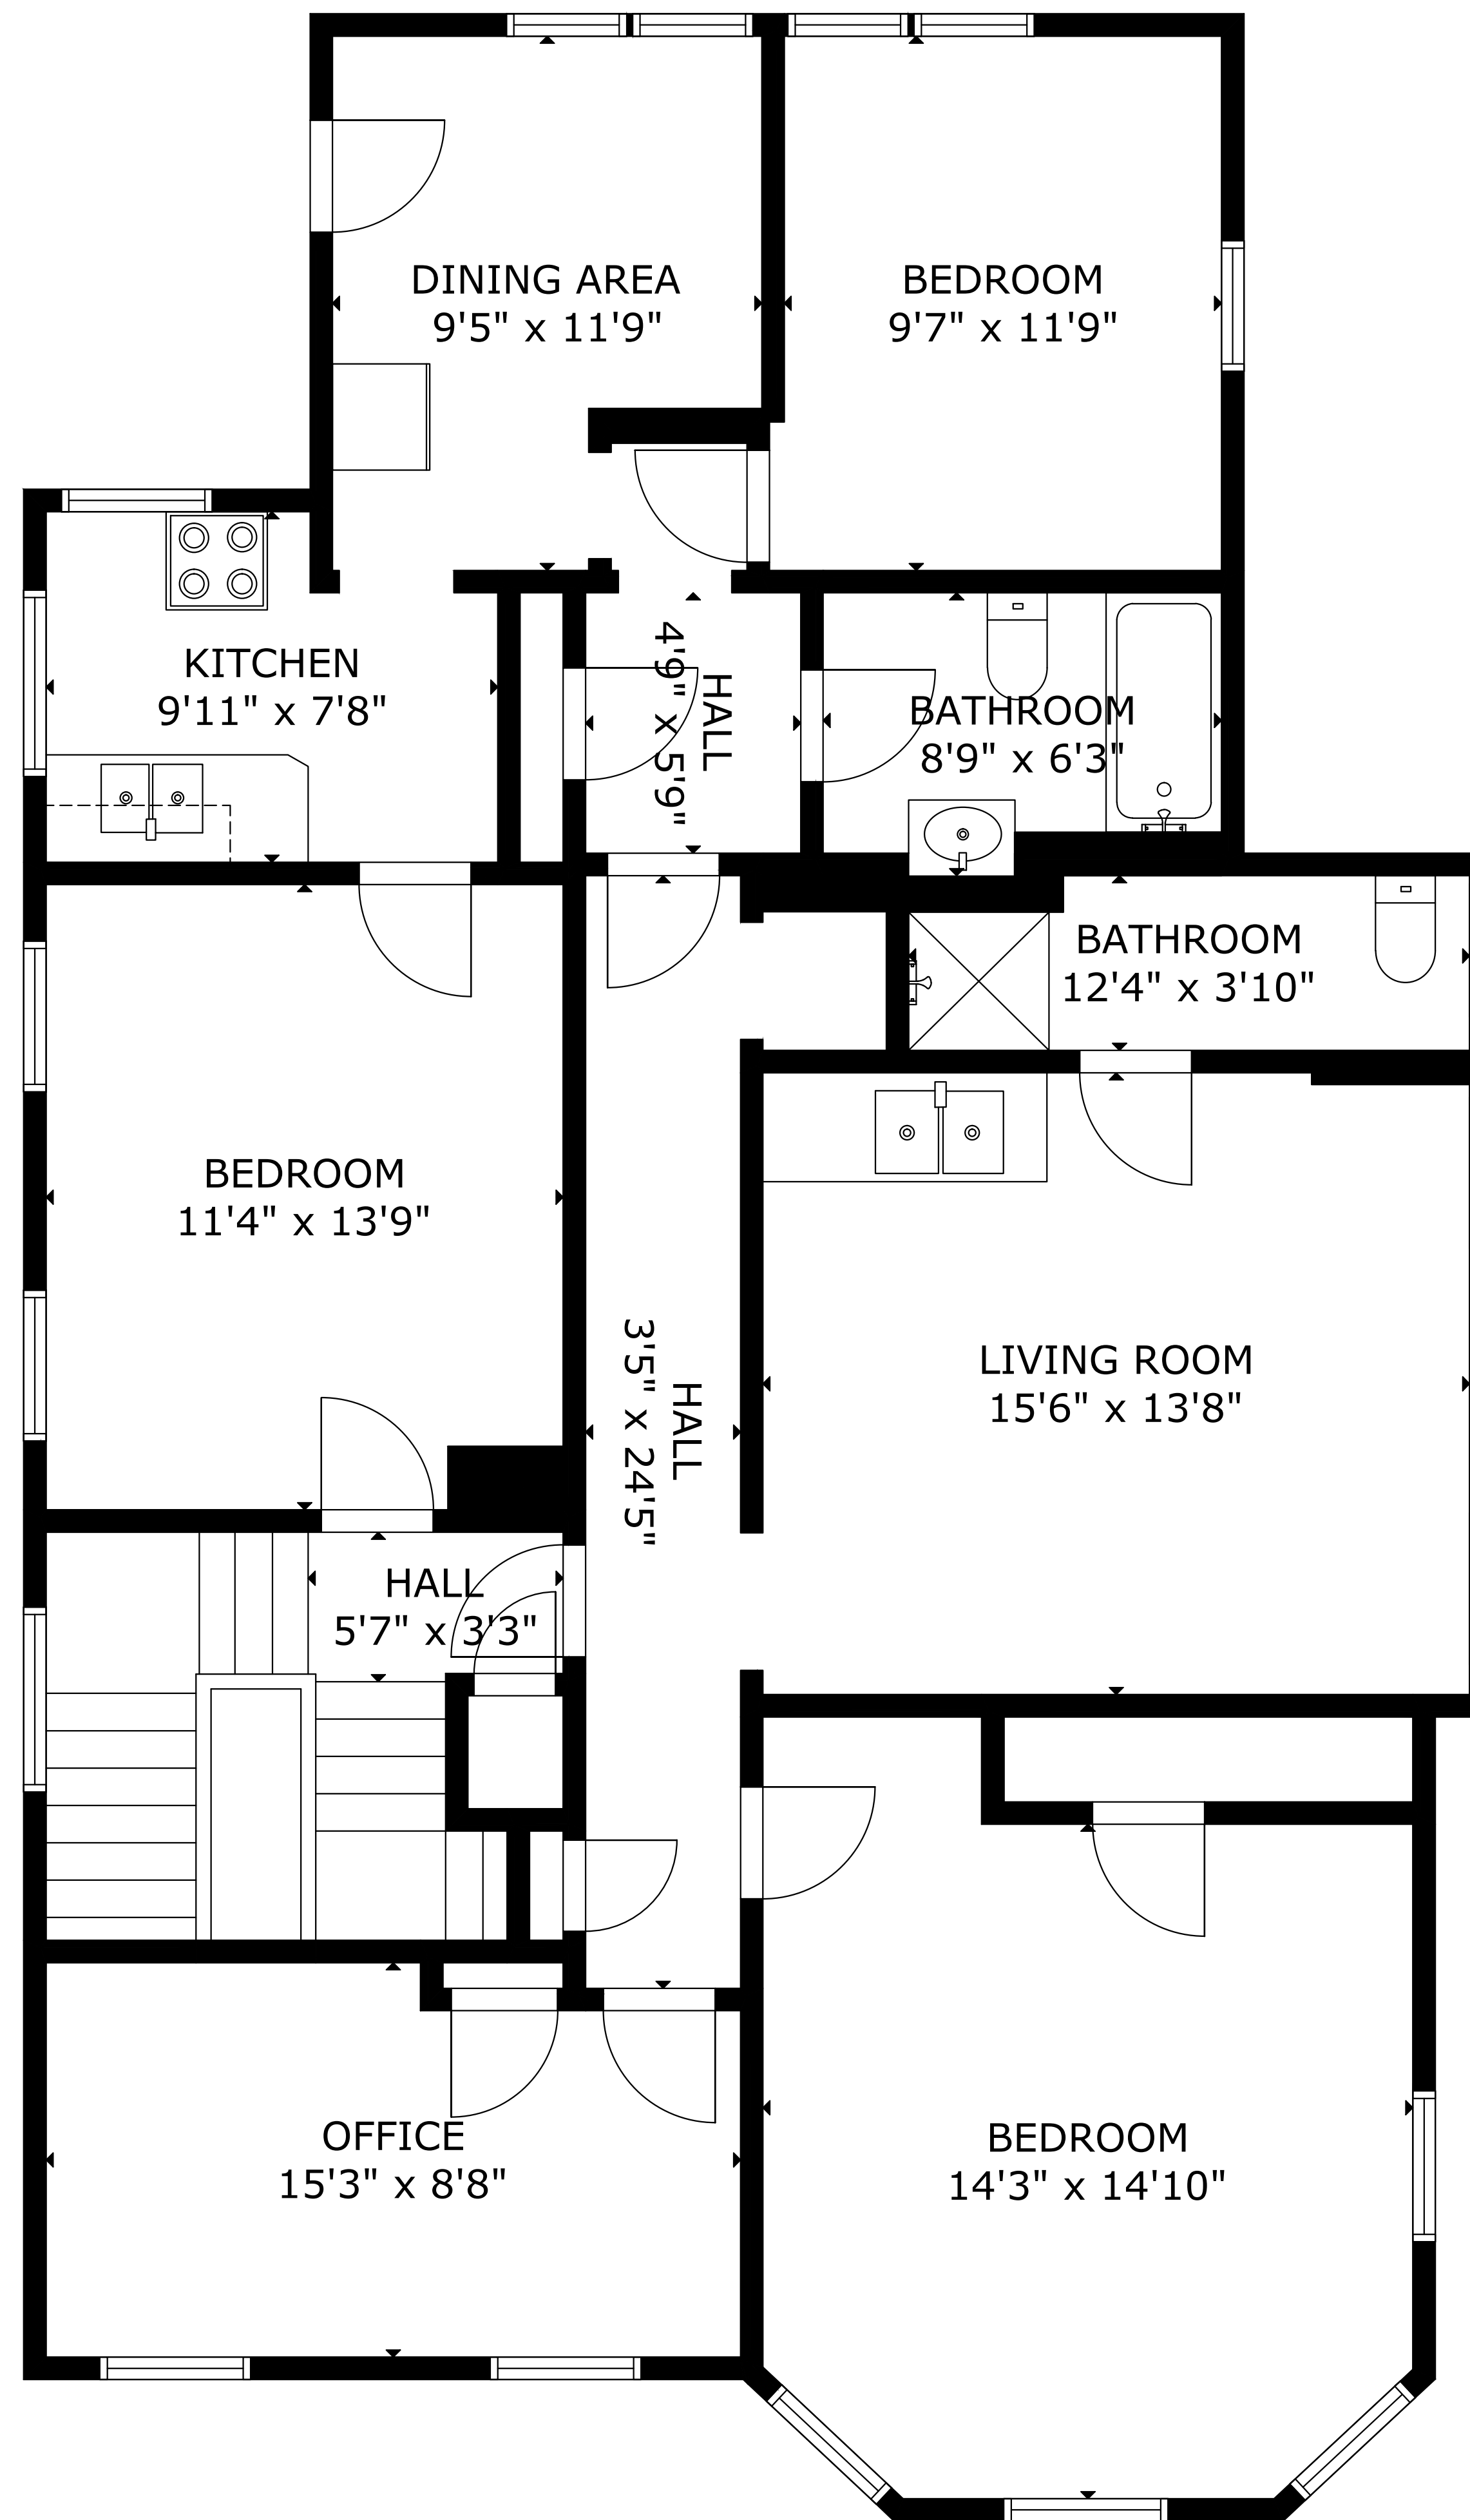 DINING AREA
9'5" x 11'9"
BEDROOM
9'7" x 11'9"
KITCHEN
9'11" x 7'8"
HALL
4'9" x 5'9"
BATHROOM
8'9" x 6'3"
BATHROOM
12'4" x 3'10"
BEDROOM
11'4" x 13'9"
HALL
3'5" x 24'5"
LIVING ROOM
15'6" x 13'8"
HALL
5'7" x 3'3"
OFFICE
15'3" x 8'8"
BEDROOM
14'3" x 14'10"